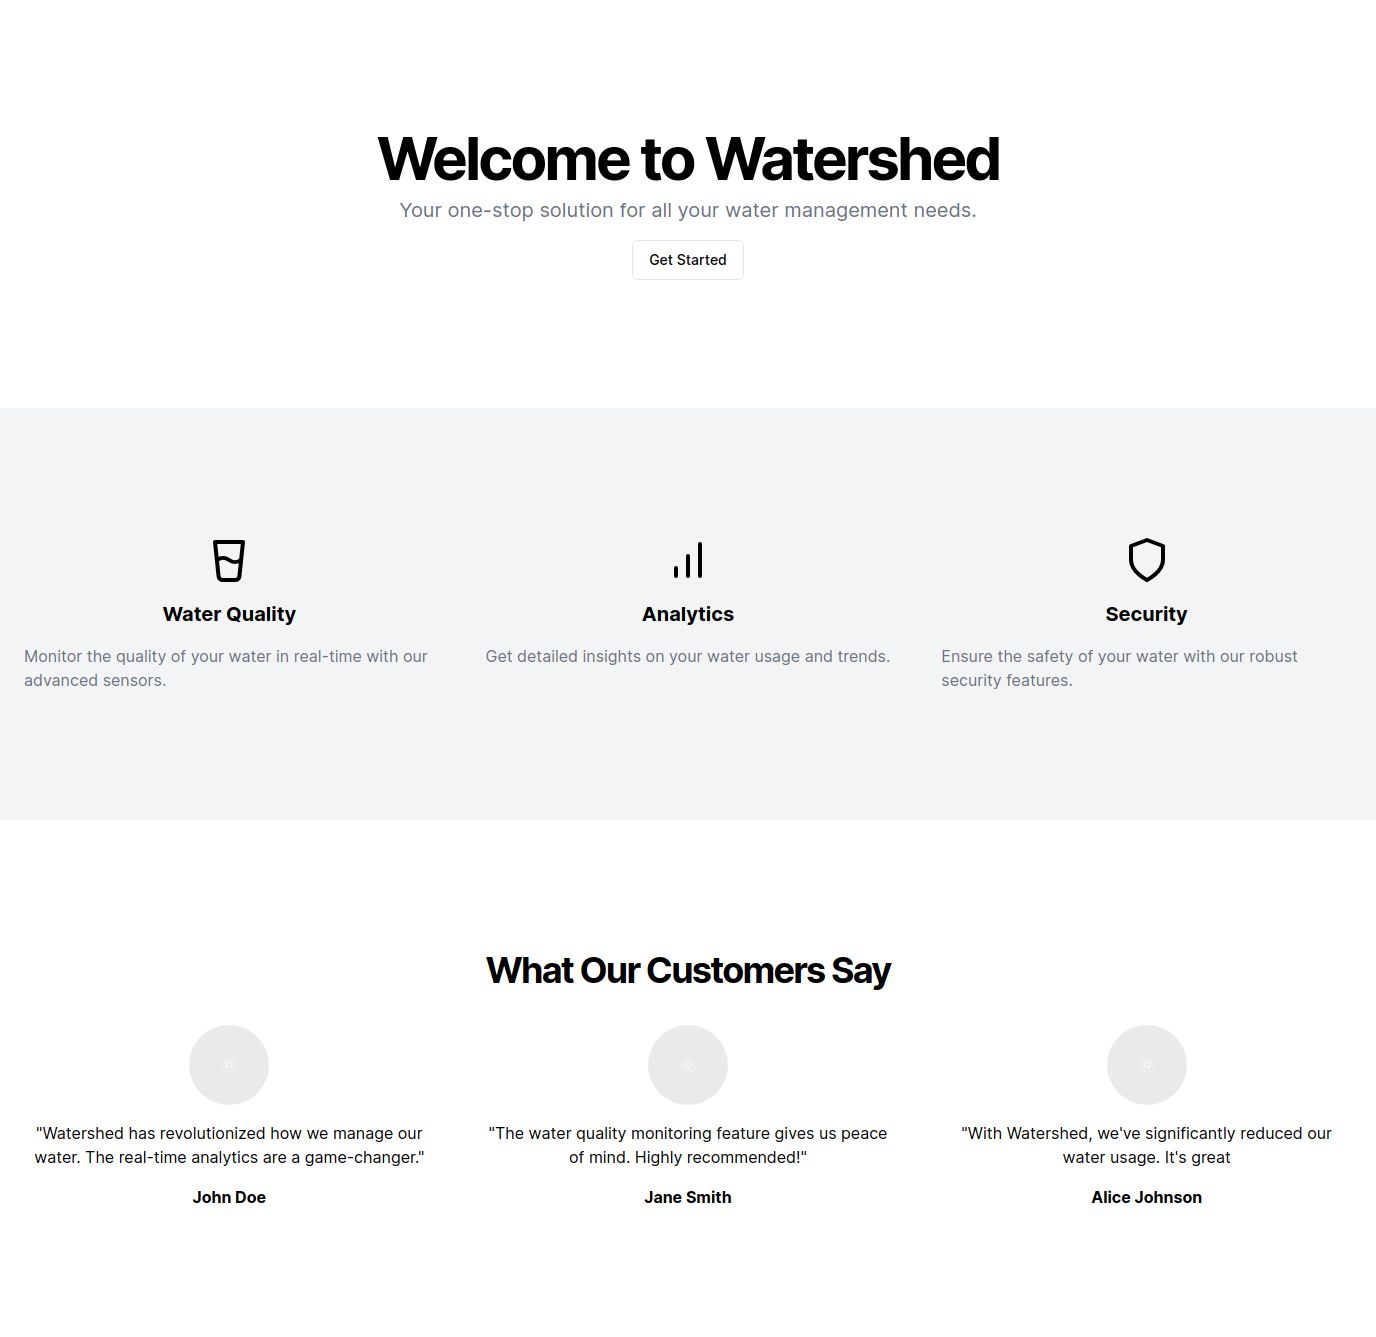 Welcome to Watershed
Your one-stop solution for all your water management needs.
Get Started
Water Quality
Monitor the quality of your water in real-time with our
advanced sensors.
Analytics
Get detailed insights on your water usage and trends.
Security
Ensure the safety of your water with our robust
security features.
What Our Customers Say
"Watershed has revolutionized how we manage our
water. The real-time analytics are a game-changer."
John Doe
"The water quality monitoring feature gives us peace
of mind. Highly recommended!"
Jane Smith
"With Watershed, we've significantly reduced our
water usage. It's great
Alice Johnson